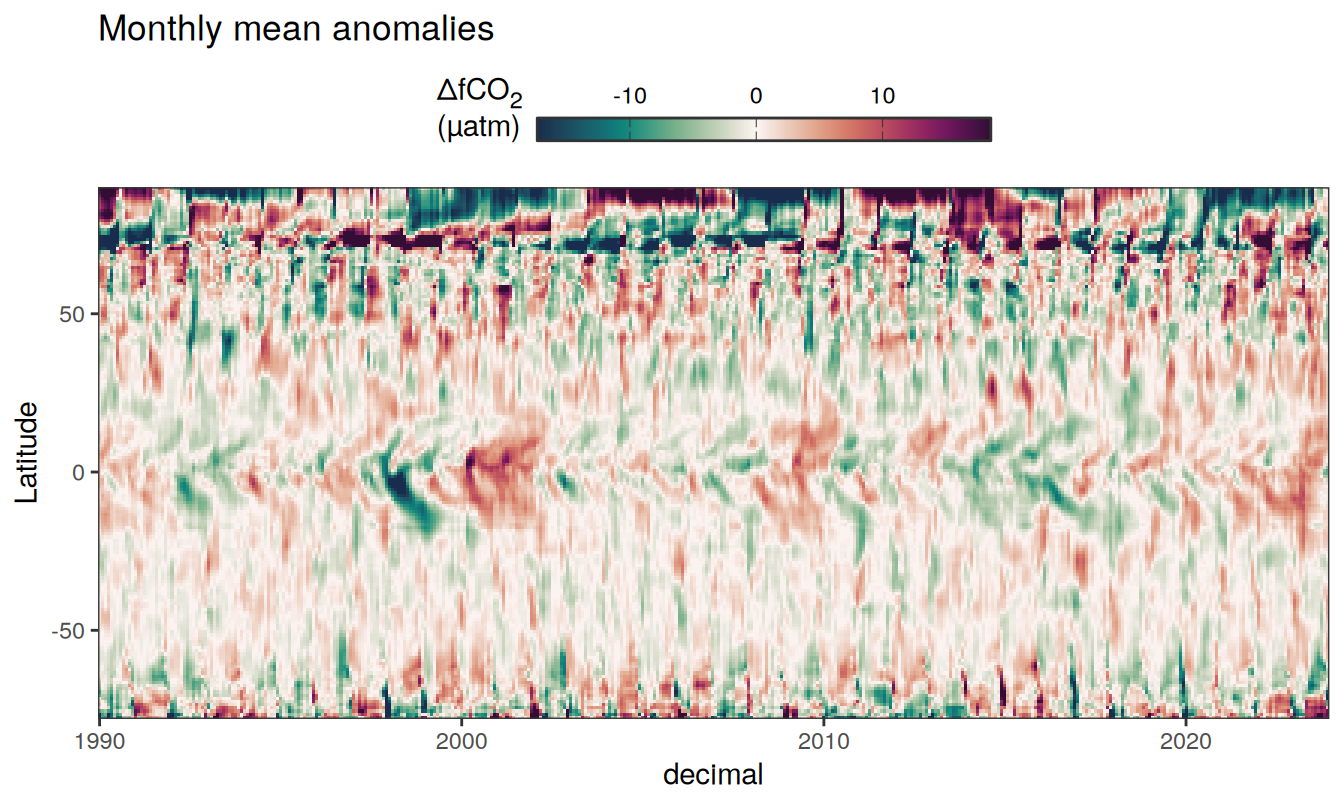 Monthly mean anomalies
ΔfCO₂
(µatm)
-10 0 10
Latitude
50
0
-50
1990 2000 2010 2020
decimal